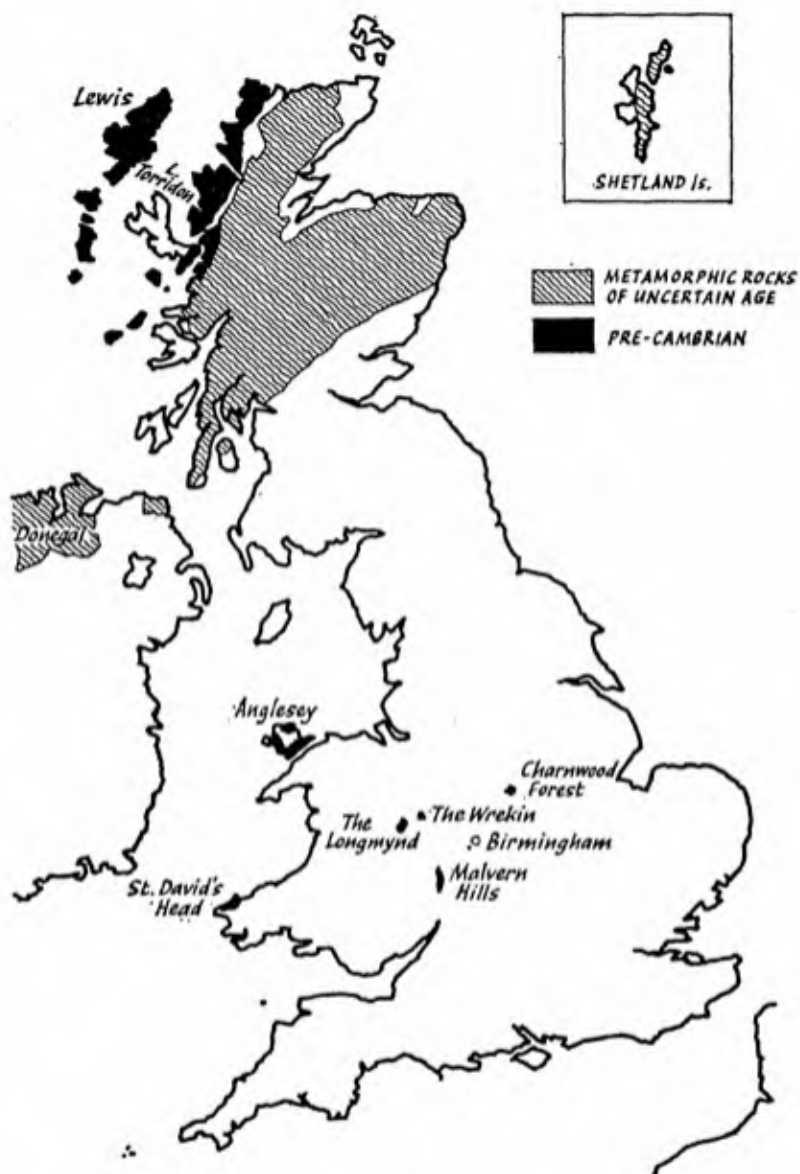 Lewis
L.
Torridon
SHETLAND Is.
METAMORPHIC ROCKS
OF UNCERTAIN AGE
PRE-CAMBRIAN
Donegal
Anglesey
Charnwood
Forest
The Wrekin
The
Longmynd
Birmingham
Malvern
Hills
St. David's
Head